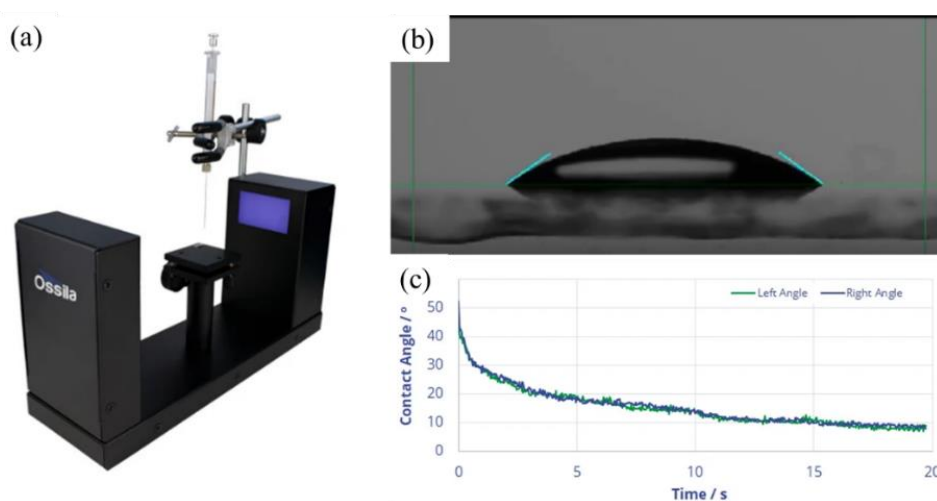 (a)
Ossila
(b)
(c)
Left Angle Right Angle
Contact Angle / °
50
40
30
20
10
0
0 5 10 15 20
Time / s